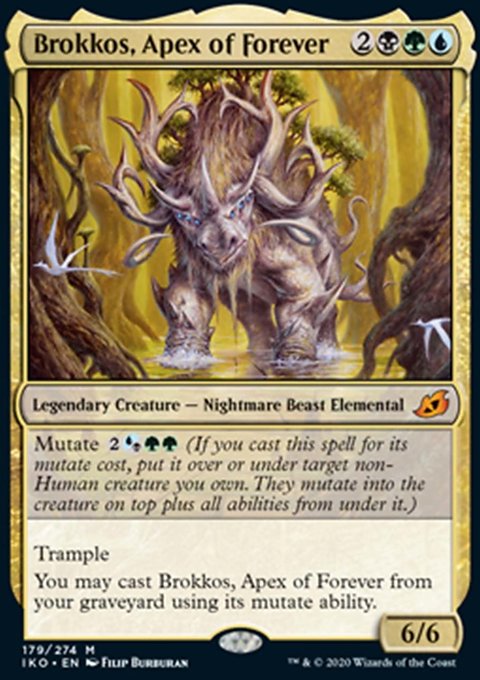 Brokkos, Apex of Forever 2
Legendary Creature — Nightmare Beast Elemental
Mutate 2 (If you cast this spell for its
mutate cost, put it over or under target non-
Human creature you own. They mutate into the
creature on top plus all abilities from under it.)
Trample
You may cast Brokkos, Apex of Forever from
your graveyard using its mutate ability.
6/6
179/274 M
IKO • EN Filip Burburan
™ & © 2020 Wizards of the Coast